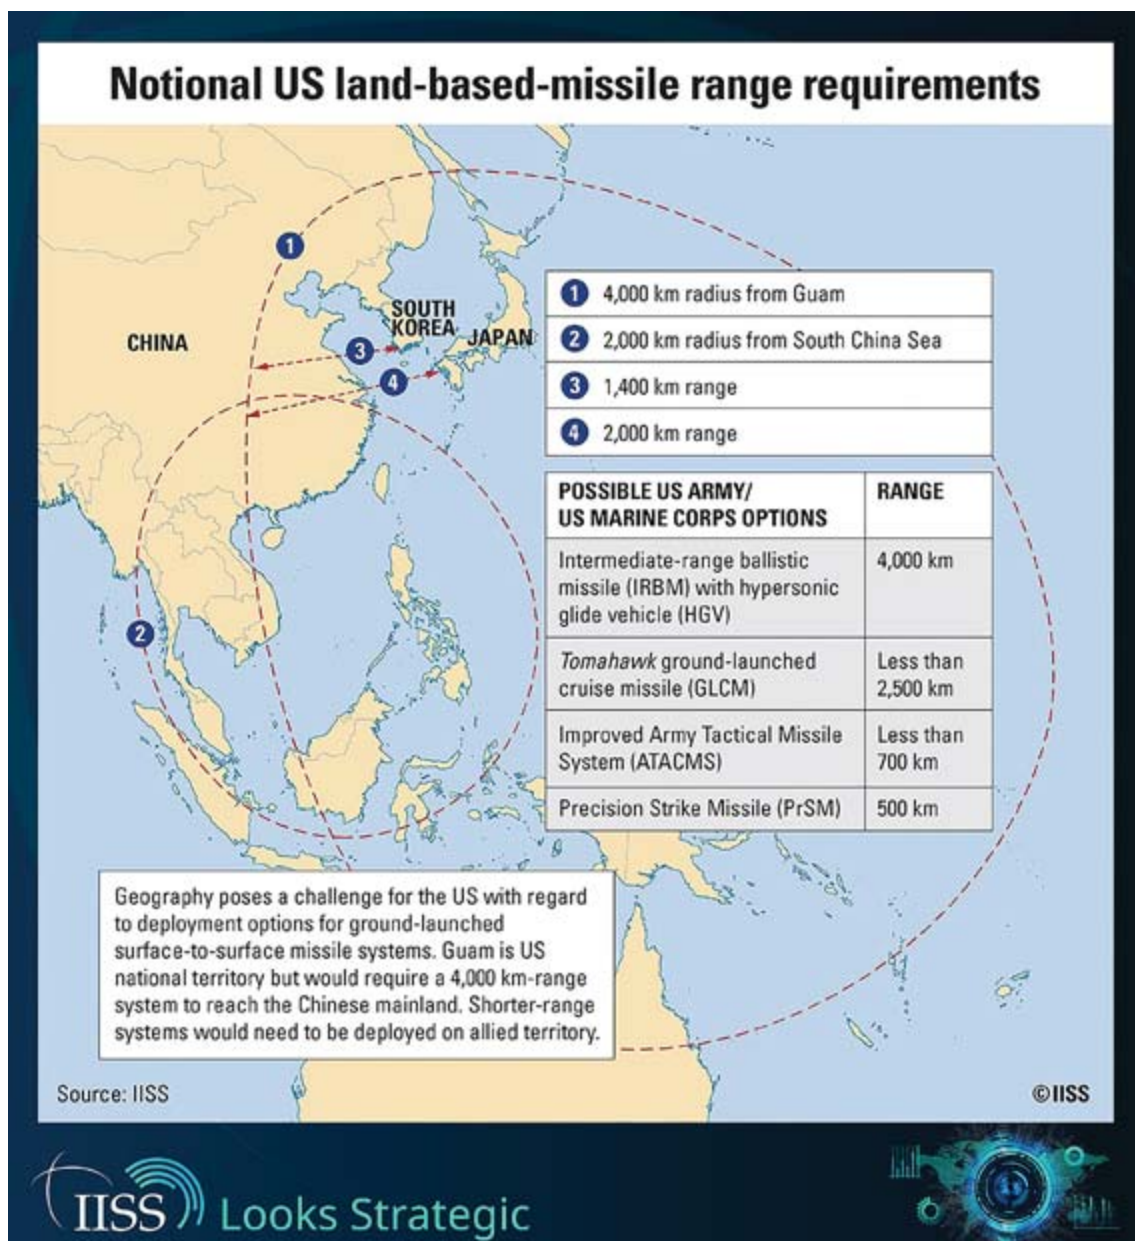 Notional US land-based-missile range requirements
1
CHINA
SOUTH
KOREA
JAPAN
3
4
2
1 4,000 km radius from Guam
2 2,000 km radius from South China Sea
3 1,400 km range
4 2,000 km range
POSSIBLE US ARMY/
US MARINE CORPS OPTIONS
RANGE
Intermediate-range ballistic
missile (IRBM) with hypersonic
glide vehicle (HGV)
4,000 km
Tomahawk ground-launched
cruise missile (GLCM)
Less than
2,500 km
Improved Army Tactical Missile
System (ATACMS)
Less than
700 km
Precision Strike Missile (PrSM)
500 km
Geography poses a challenge for the US with regard
to deployment options for ground-launched
surface-to-surface missile systems. Guam is US
national territory but would require a 4,000 km-range
system to reach the Chinese mainland. Shorter-range
systems would need to be deployed on allied territory.
Source: IISS
©IISS
IISS Looks Strategic